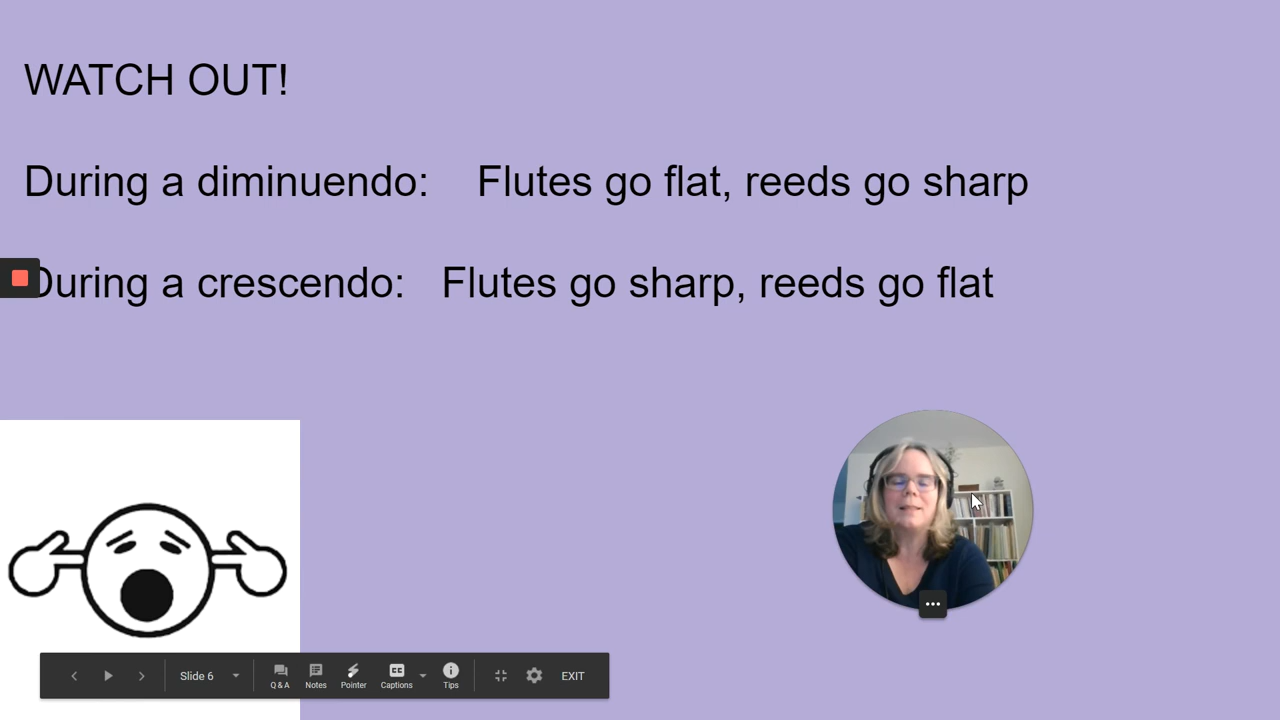 WATCH OUT!
During a diminuendo: Flutes go flat, reeds go sharp
During a crescendo: Flutes go sharp, reeds go flat
Slide 6
Q & A
Notes
Pointer
CC
Captions
Tips
EXIT